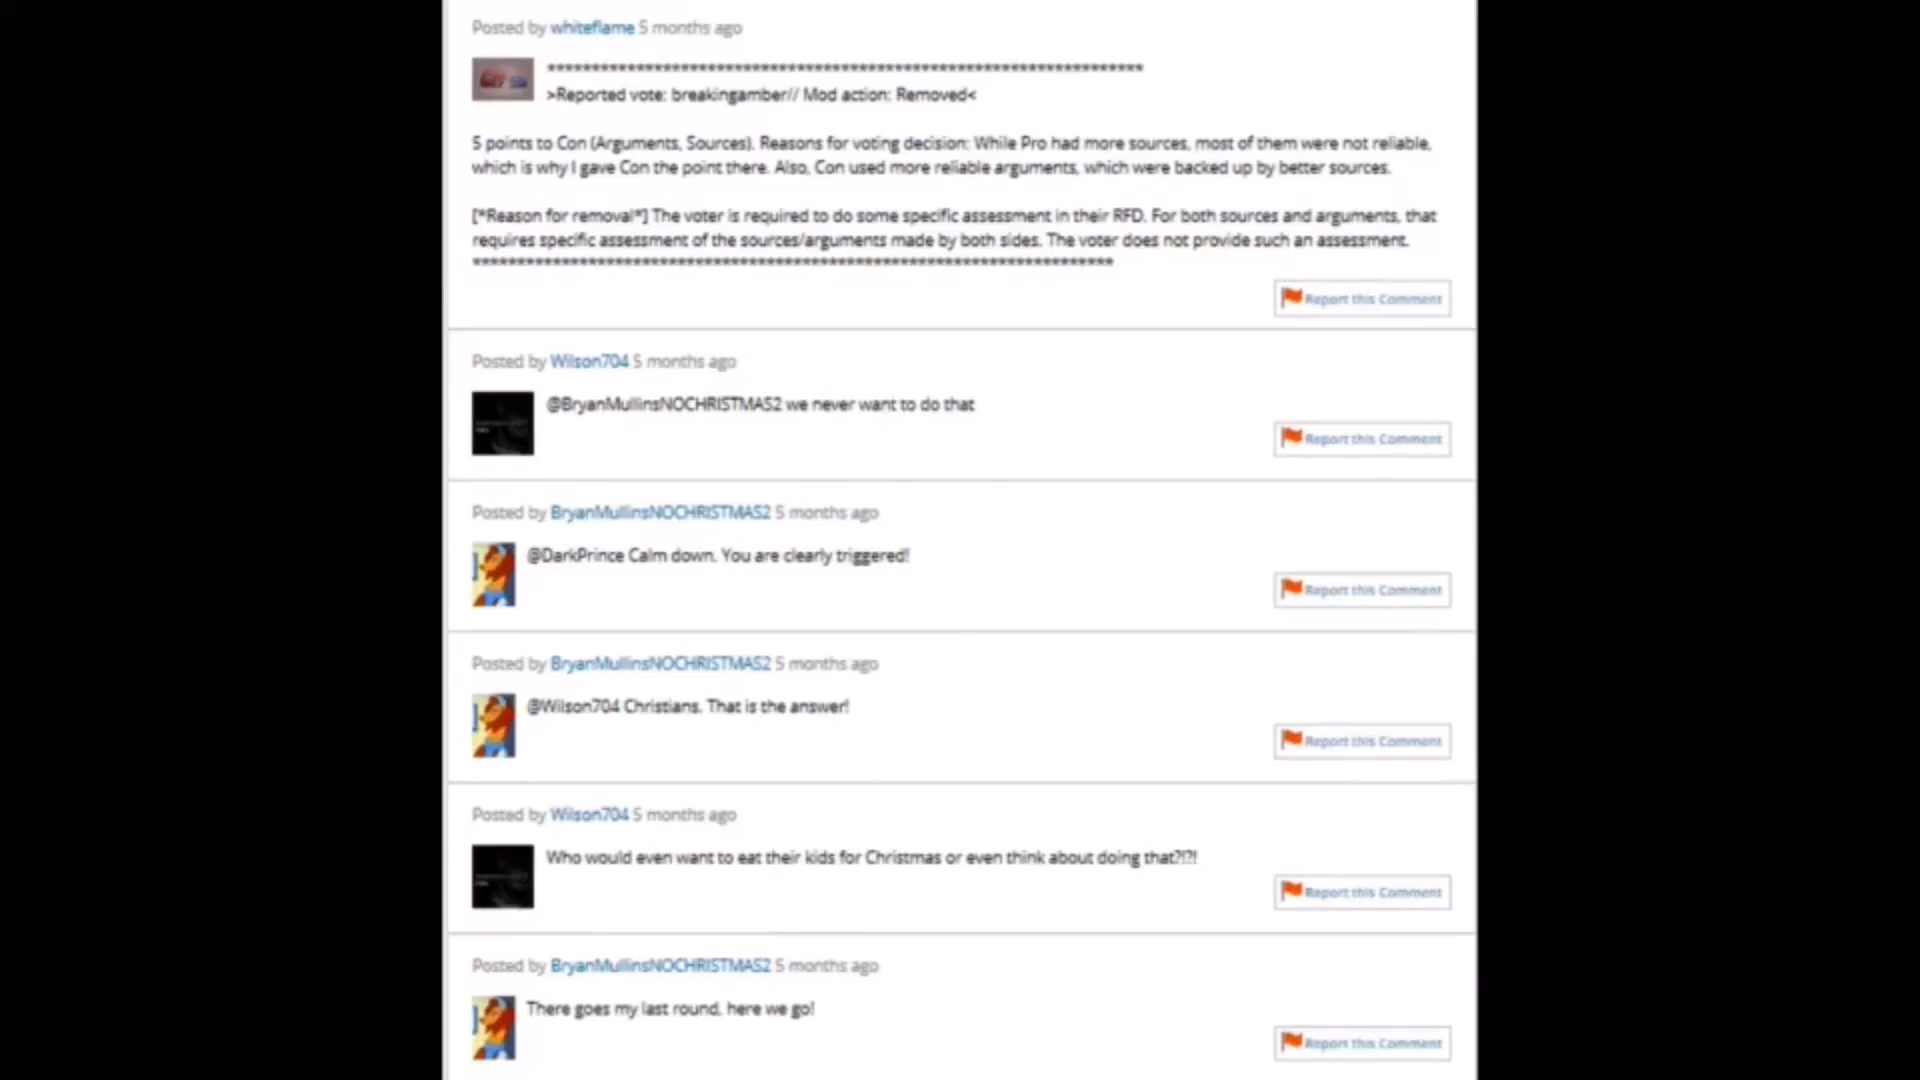 Posted by whiteflame 5 months ago
**************************************************************************
>Reported vote: breakingamber// Mod action: Removed<
5 points to Con (Arguments, Sources). Reasons for voting decision: While Pro had more sources, most of them were not reliable,
which is why I gave Con the point there. Also, Con used more reliable arguments, which were backed up by better sources.
[*Reason for removal*] The voter is required to do some specific assessment in their RFD. For both sources and arguments, that
requires specific assessment of the sources/arguments made by both sides. The voter does not provide such an assessment.
********************************************************************************
Report this Comment
Posted by Wilson704 5 months ago
@BryanMullinsNOCHRISTMAS2 we never want to do that
Report this Comment
Posted by BryanMullinsNOCHRISTMAS2 5 months ago
@DarkPrince Calm down. You are clearly triggered!
Report this Comment
Posted by BryanMullinsNOCHRISTMAS2 5 months ago
@Wilson704 Christians. That is the answer!
Report this Comment
Posted by Wilson704 5 months ago
Who would even want to eat their kids for Christmas or even think about doing that?!?!
Report this Comment
Posted by BryanMullinsNOCHRISTMAS2 5 months ago
There goes my last round, here we go!
Report this Comment